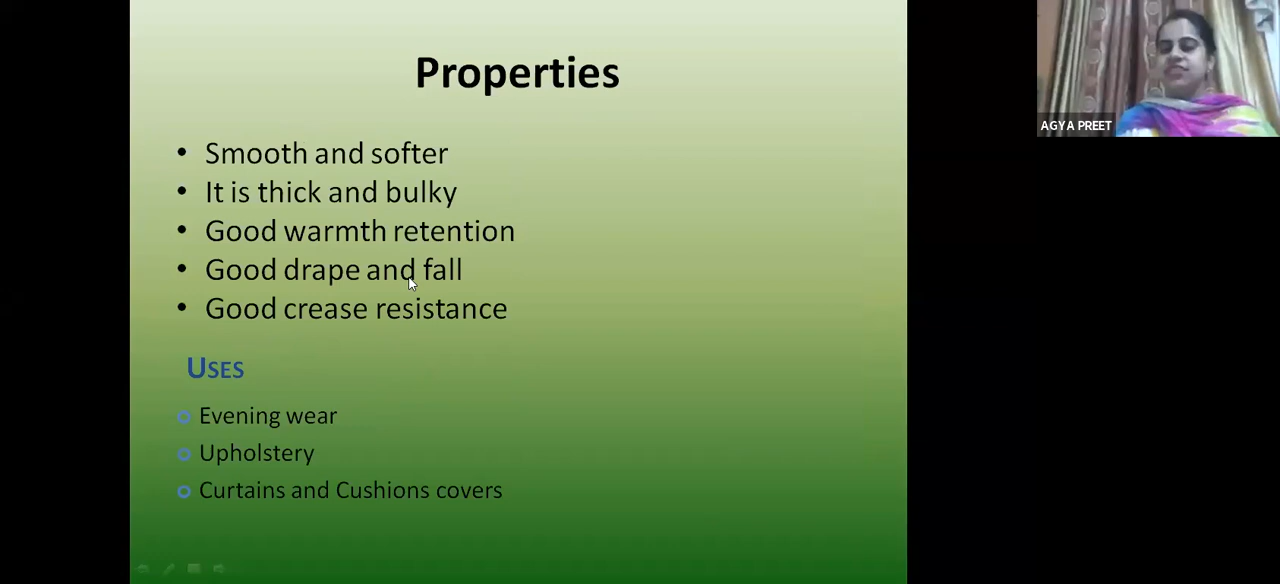 Properties
• Smooth and softer
• It is thick and bulky
• Good warmth retention
• Good drape and fall
• Good crease resistance
USES
Evening wear
Upholstery
Curtains and Cushions covers
AGYA PREET